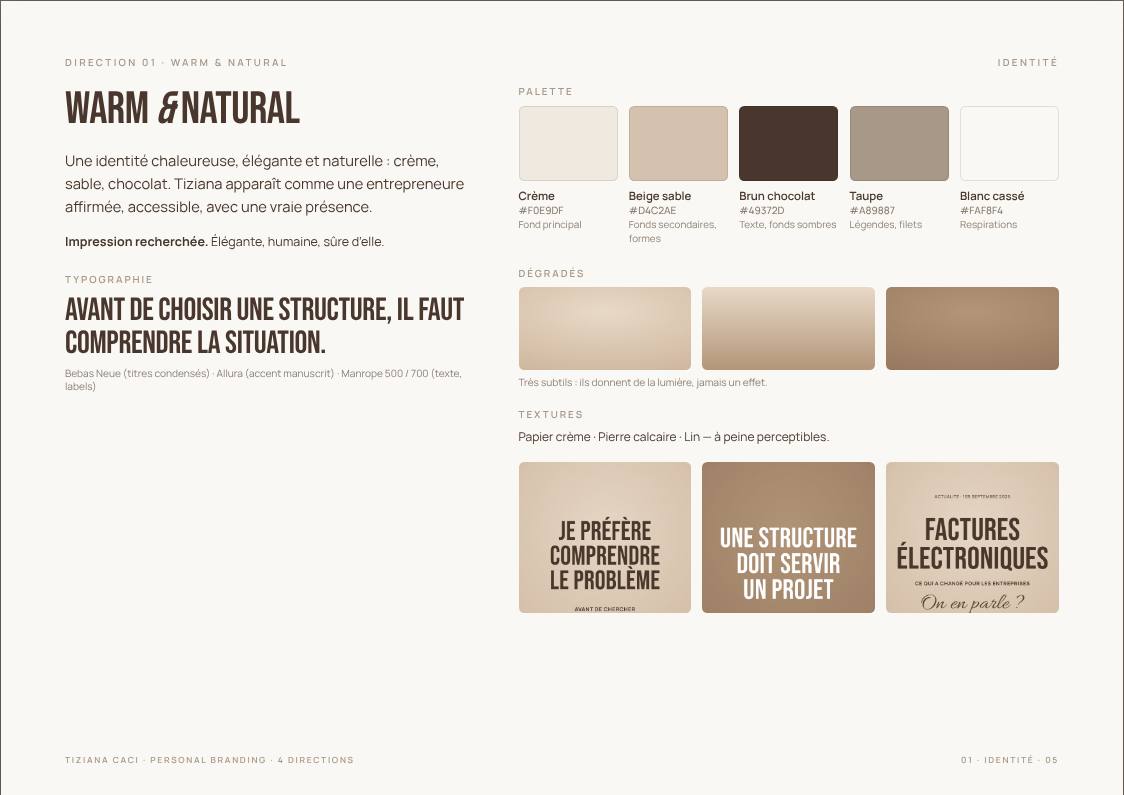 DIRECTION 01 · WARM & NATURAL
IDENTITÉ
WARM & NATURAL
Une identité chaleureuse, élégante et naturelle : crème,
sable, chocolat. Tiziana apparaît comme une entrepreneure
affirmée, accessible, avec une vraie présence.
Impression recherchée. Élégante, humaine, sûre d'elle.
TYPOGRAPHIE
AVANT DE CHOISIR UNE STRUCTURE, IL FAUT
COMPRENDRE LA SITUATION.
Bebas Neue (titres condensés) · Allura (accent manuscrit) · Manrope 500 / 700 (texte,
labels)
PALETTE
Crème
#F0E9DF
Fond principal
Beige sable
#D4C2AE
Fonds secondaires,
formes
Brun chocolat
#49372D
Texte, fonds sombres
Taupe
#A89887
Légendes, filets
Blanc cassé
#FAF8F4
Respirations
DÉGRADÉS
Très subtils : ils donnent de la lumière, jamais un effet.
TEXTURES
Papier crème · Pierre calcaire · Lin — à peine perceptibles.
JE PRÉFÈRE
COMPRENDRE
LE PROBLÈME
AVANT DE CHERCHER
UNE STRUCTURE
DOIT SERVIR
UN PROJET
FACTURES
ÉLECTRONIQUES
CE QUI A CHANGÉ POUR LES ENTREPRISES
On en parle ?
TIZIANA CACI · PERSONAL BRANDING · 4 DIRECTIONS
01 · IDENTITÉ · 05